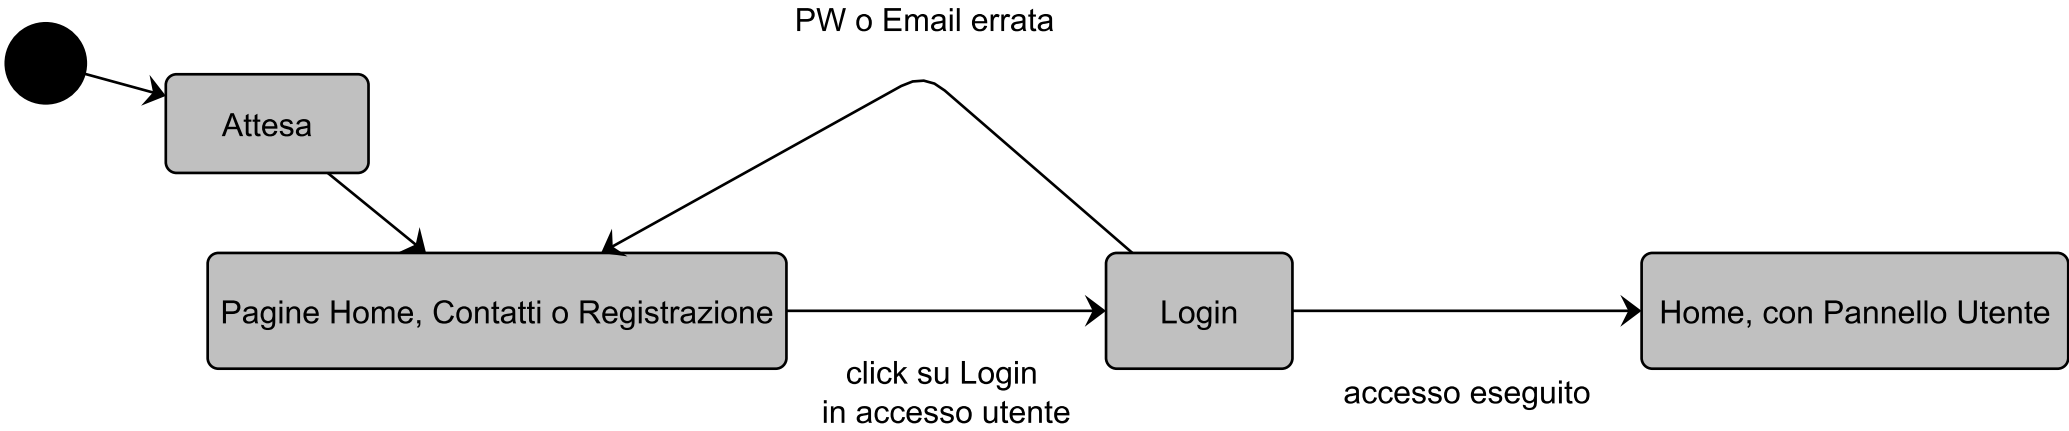 PW o Email errata
Attesa
Pagine Home, Contatti o Registrazione
click su Login
in accesso utente
Login
accesso eseguito
Home, con Pannello Utente